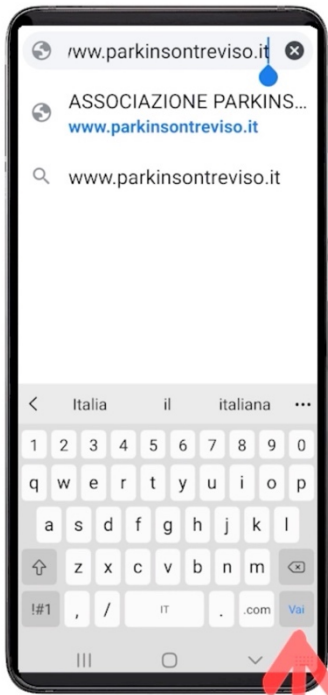 /ww.parkinsontreviso.it
ASSOCIAZIONE PARKINS...
www.parkinsontreviso.it
www.parkinsontreviso.it
Italia il italiana
1 2 3 4 5 6 7 8 9 0
q w e r t y u i o p
a s d f g h j k l
z x c v b n m
!#1 , / IT . .com Vai